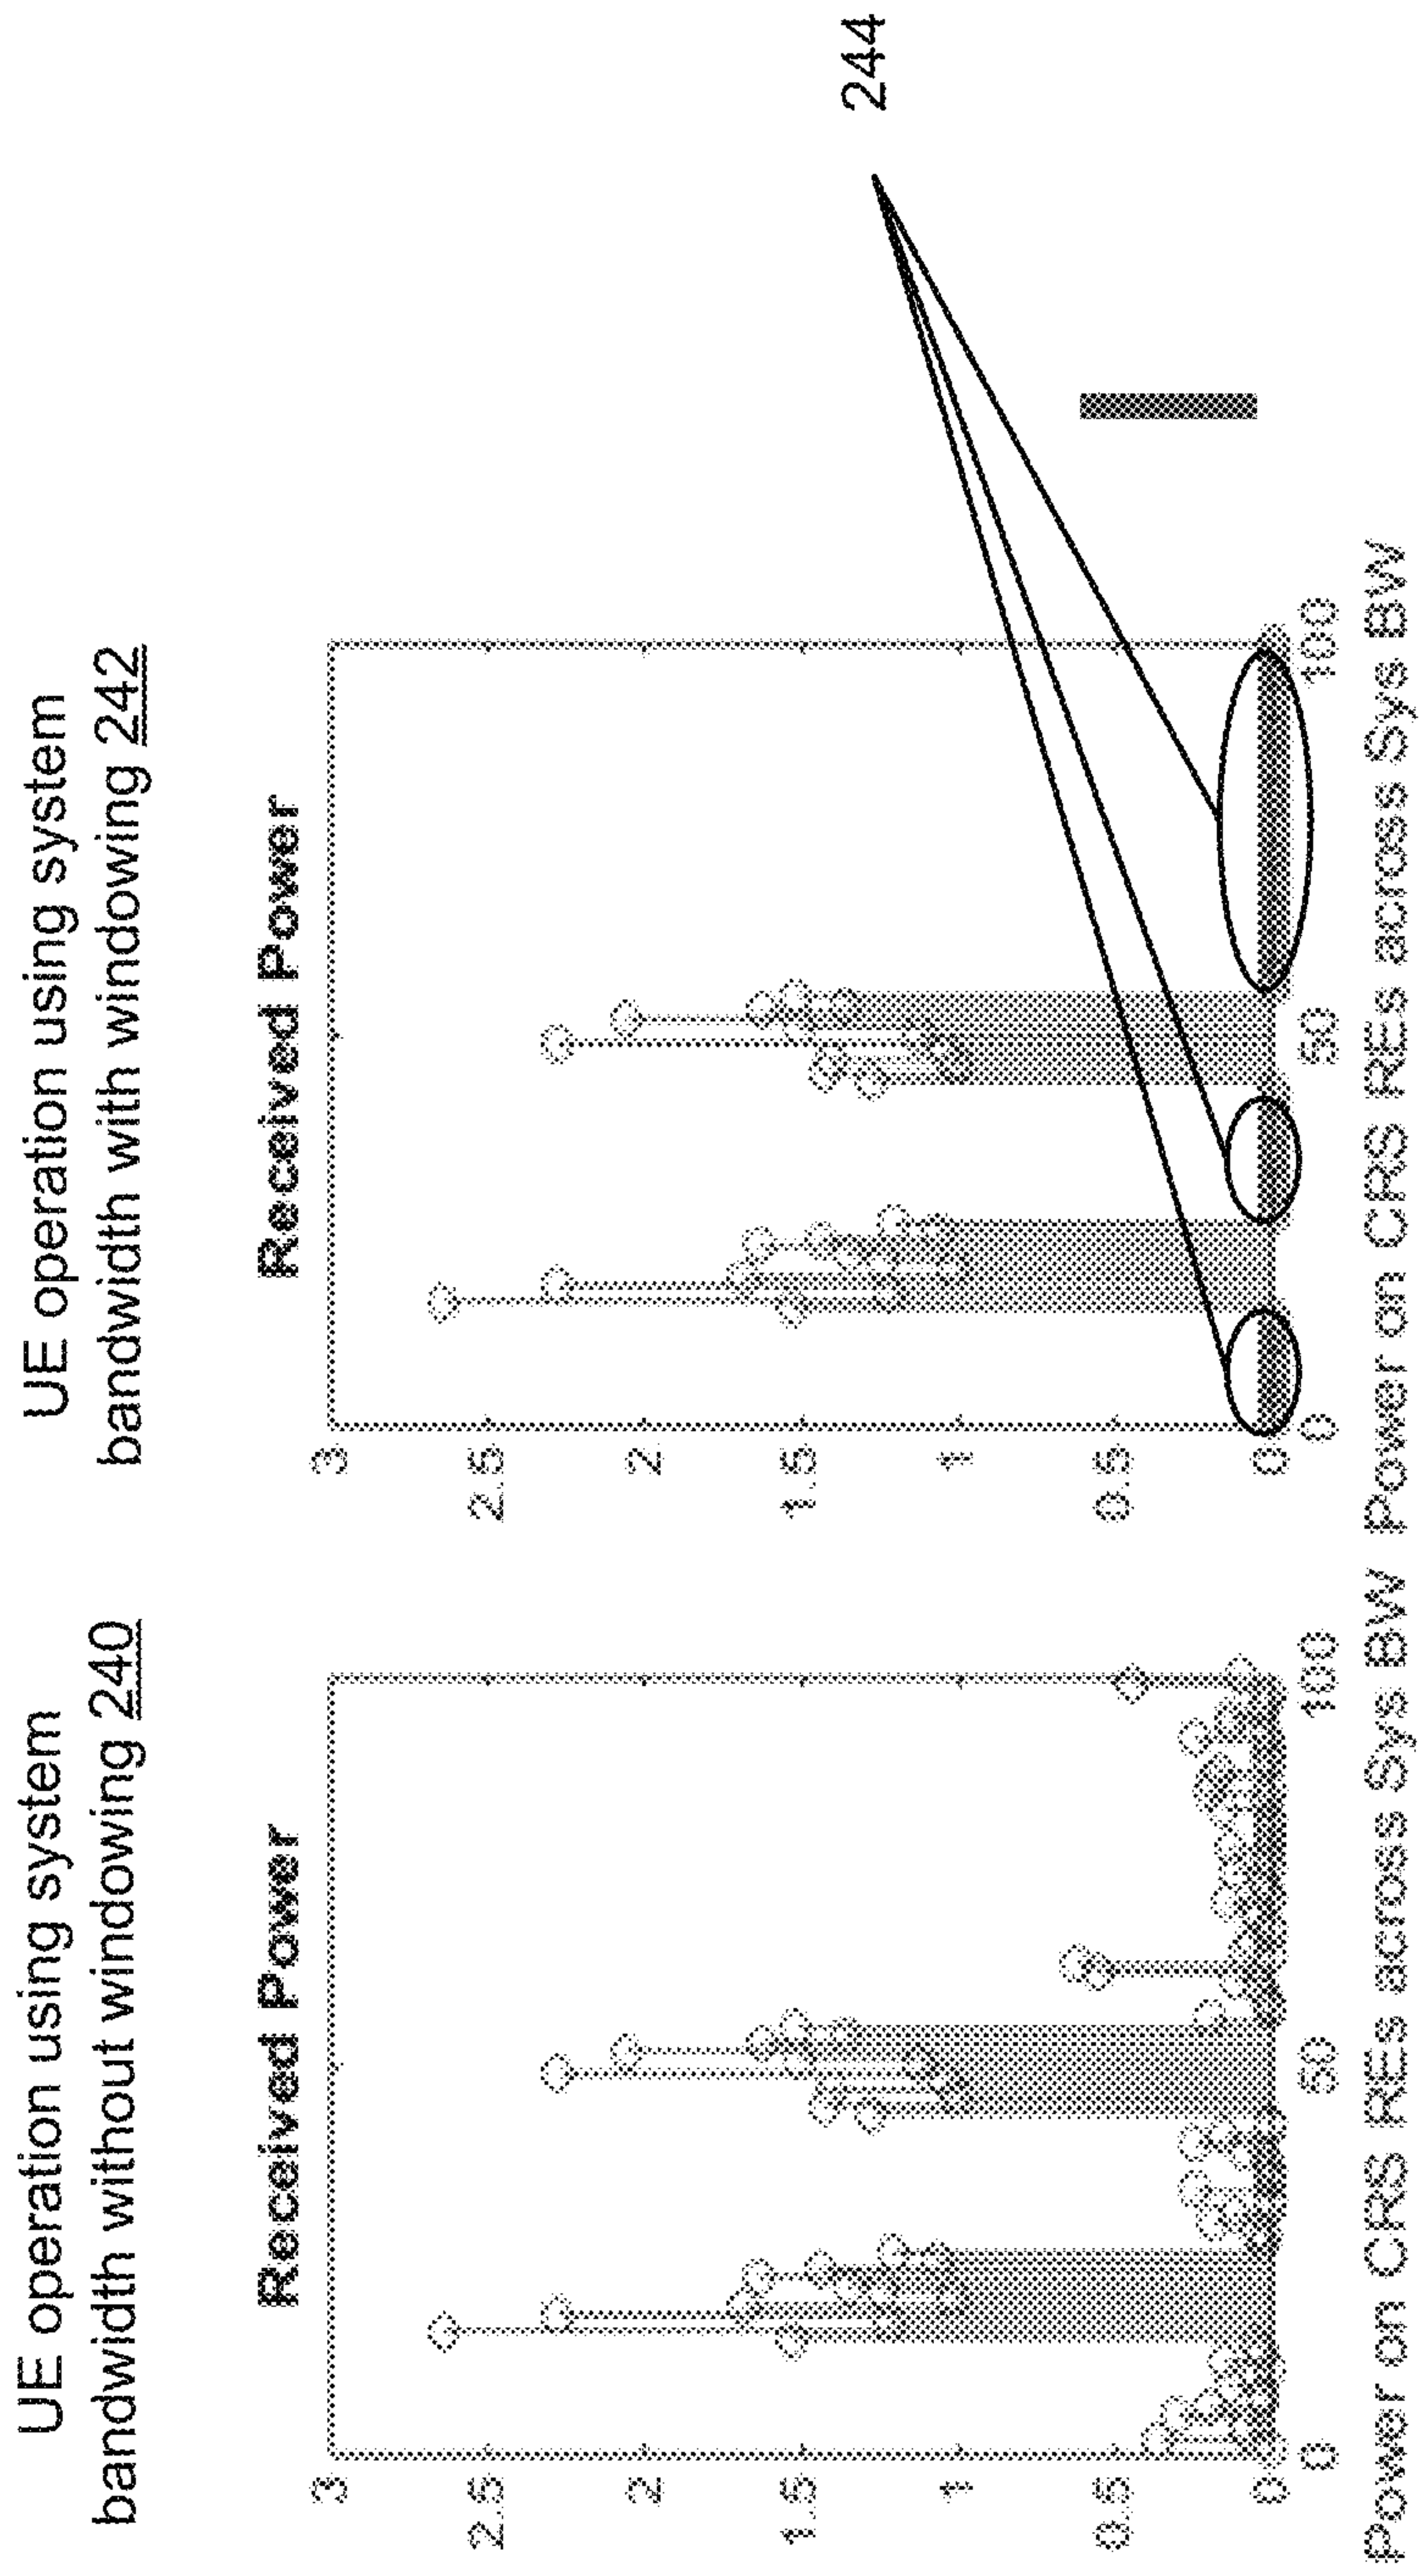 UE operation using system
bandwidth without windowing 240
Received Power
3
2.5
2
1.5
1
0.5
0
0
50
100
Power on CRS REs across Sys BW
UE operation using system
bandwidth with windowing 242
Received Power
3
2.5
2
1.5
1
0.5
0
0
50
100
Power on CRS REs across Sys BW
244